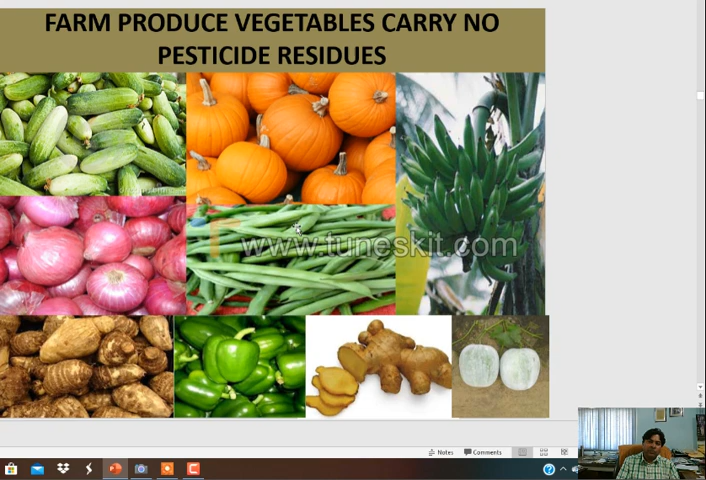 FARM PRODUCE VEGETABLES CARRY NO
PESTICIDE RESIDUES
www.tuneskit.com
Notes
Comments